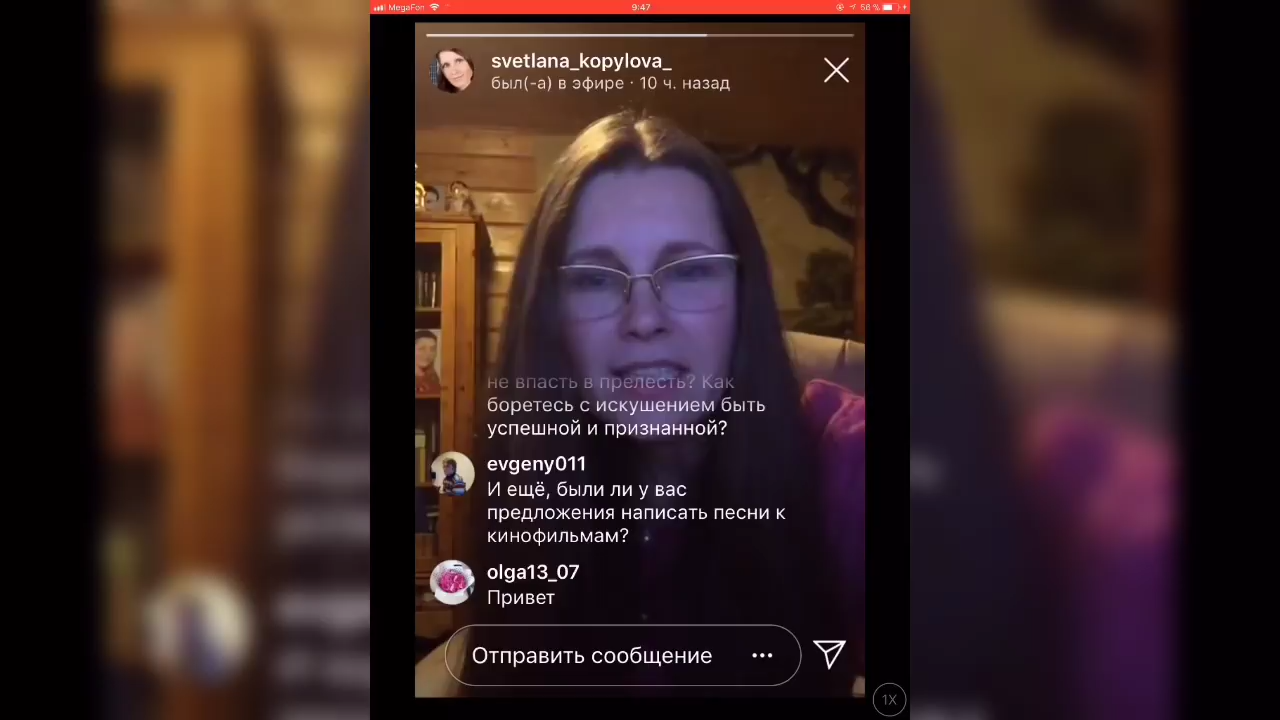 MegaFon
9:47
56 %
svetlana_kopylova_
был(-а) в эфире · 10 ч. назад
не впасть в прелесть? Как
боретесь с искушением быть
успешной и признанной?
evgeny011
И ещё, были ли у вас
предложения написать песни к
кинофильмам?
olga13_07
Привет
Отправить сообщение
1X